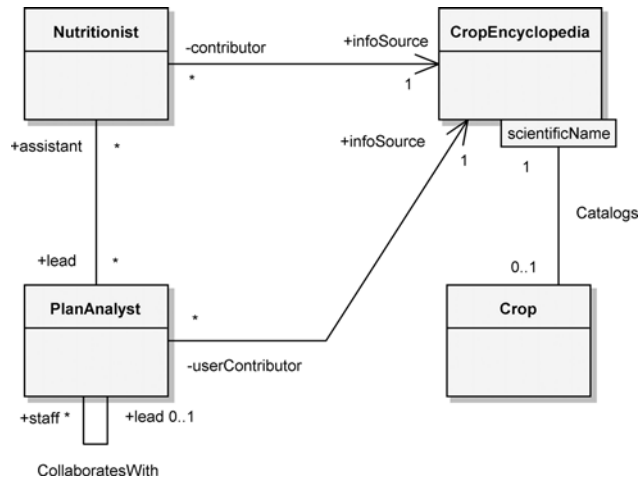 Nutritionist
-contributor
*
+infoSource
1
CropEncyclopedia
scientificName
+infoSource
1
1
+assistant
*
Catalogs
+lead
*
0..1
PlanAnalyst
*
-userContributor
Crop
+staff *
+lead 0..1
CollaboratesWith